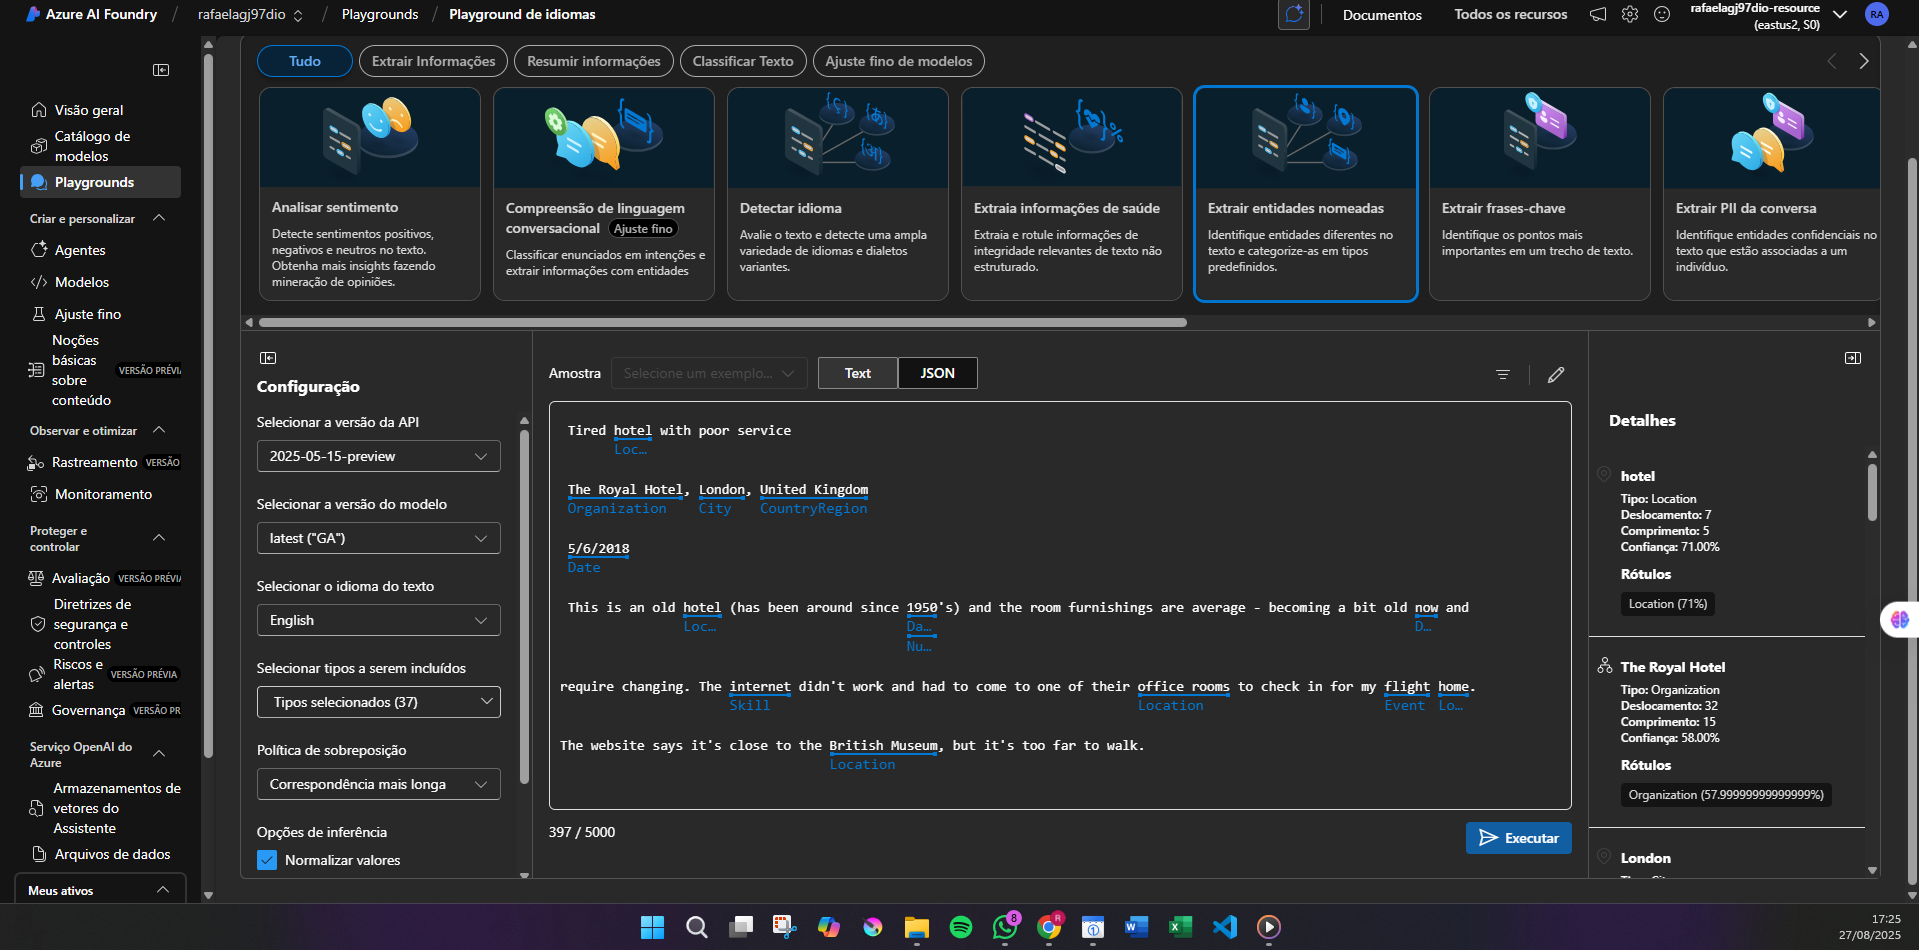 Azure AI Foundry / rafaelagj97dio / Playgrounds / Playground de idiomas
Documentos
Todos os recursos
rafaelagj97dio-resource
(eastus2, S0)
RA
Visão geral
Catálogo de
modelos
Playgrounds
Criar e personalizar
Agentes
Modelos
Ajuste fino
Noções
básicas
sobre
conteúdo
VERSÃO PRÉVI
Observar e otimizar
Rastreamento VERSÃO
Monitoramento
Proteger e
controlar
Avaliação VERSÃO PRÉVI
Diretrizes de
segurança e
controles
Riscos e
alertas
VERSÃO PRÉVIA
Governança VERSÃO PR
Serviço OpenAI do
Azure
Armazenamentos de
vetores do
Assistente
Arquivos de dados
Meus ativos
Tudo
Extrair Informações
Resumir informações
Classificar Texto
Ajuste fino de modelos
Analisar sentimento
Detecte sentimentos positivos,
negativos e neutros no texto.
Obtenha mais insights fazendo
mineração de opiniões.
Compreensão de linguagem
conversacional Ajuste fino
Classificar enunciados em intenções e
extrair informações com entidades
Detectar idioma
Avalie o texto e detecte uma ampla
variedade de idiomas e dialetos
variantes.
Extraia informações de saúde
Extraia e rotule informações de
integridade relevantes de texto não
estruturado.
Extrair entidades nomeadas
Identifique entidades diferentes no
texto e categorize-as em tipos
predefinidos.
Extrair frases-chave
Identifique os pontos mais
importantes em um trecho de texto.
Extrair PII da conversa
Identifique entidades confidenciais no
texto que estão associadas a um
indivíduo.
Configuração
Selecionar a versão da API
2025-05-15-preview
Selecionar a versão do modelo
latest ("GA")
Selecionar o idioma do texto
English
Selecionar tipos a serem incluídos
Tipos selecionados (37)
Política de sobreposição
Correspondência mais longa
Opções de inferência
Normalizar valores
Amostra
Selecione um exemplo...
Text
JSON
Tired hotel with poor service
Loc...
The Royal Hotel, London, United Kingdom
Organization City CountryRegion
5/6/2018
Date
This is an old hotel (has been around since 1950's) and the room furnishings are average - becoming a bit old now and
Loc... Da... D...
Nu...
require changing. The internet didn't work and had to come to one of their office rooms to check in for my flight home.
Skill Location Event Lo...
The website says it's close to the British Museum, but it's too far to walk.
Location
397 / 5000
Executar
Detalhes
hotel
Tipo: Location
Deslocamento: 7
Comprimento: 5
Confiança: 71.00%
Rótulos
Location (71%)
The Royal Hotel
Tipo: Organization
Deslocamento: 32
Comprimento: 15
Confiança: 58.00%
Rótulos
Organization (57.99999999999999%)
London
8
R
17:25
27/08/2025